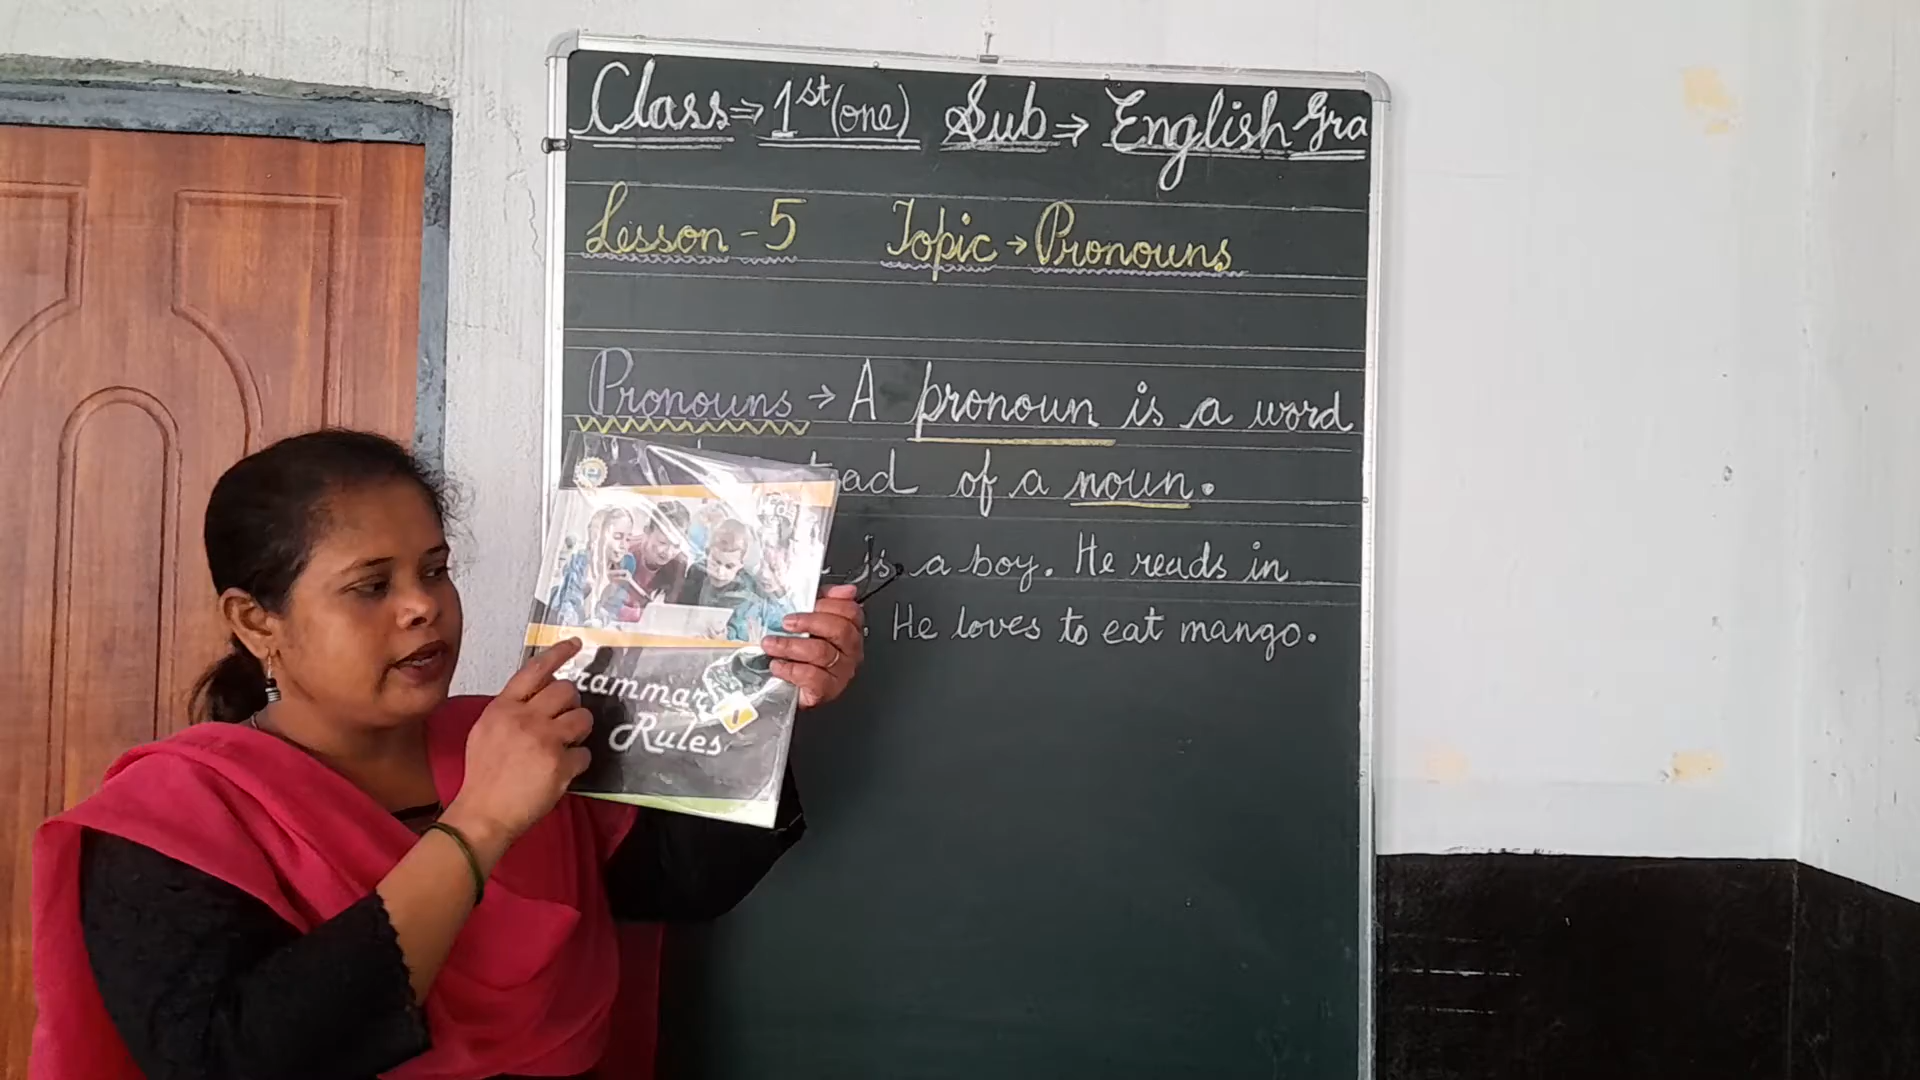 Class ⇒ 1st (one) Sub ⇒ English Gra
Lesson - 5 Topic → Pronouns
Pronouns → A pronoun is a word
of a noun.
is a boy. He reads in
. He loves to eat mango.
Grammar 1
Rules